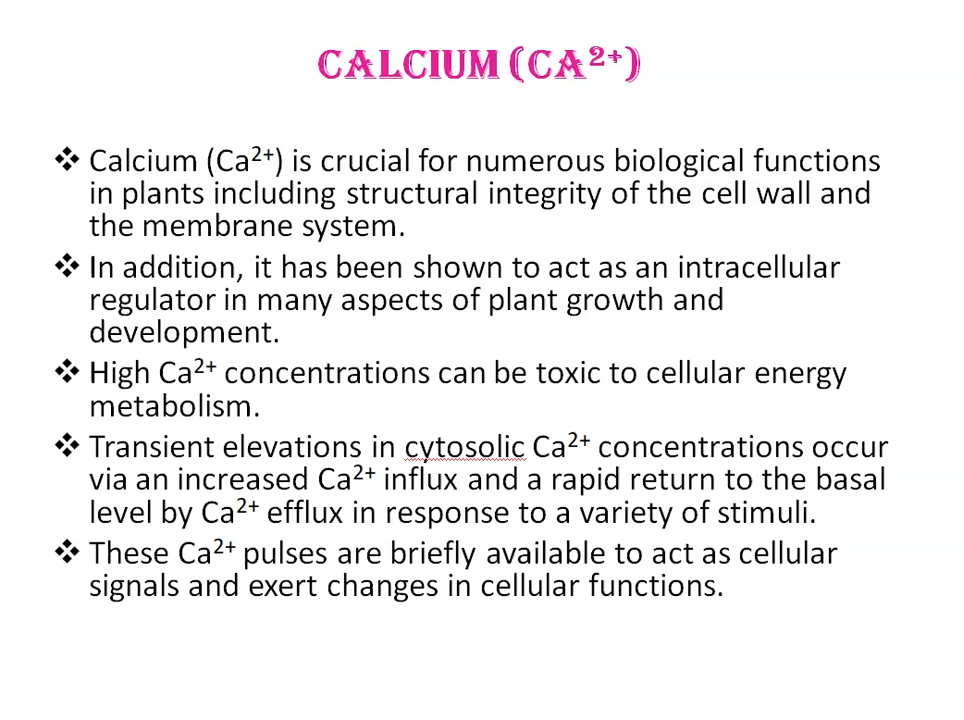 CALCIUM (CA²⁺)
❖ Calcium (Ca²⁺) is crucial for numerous biological functions
in plants including structural integrity of the cell wall and
the membrane system.
❖ In addition, it has been shown to act as an intracellular
regulator in many aspects of plant growth and
development.
❖ High Ca²⁺ concentrations can be toxic to cellular energy
metabolism.
❖ Transient elevations in cytosolic Ca²⁺ concentrations occur
via an increased Ca²⁺ influx and a rapid return to the basal
level by Ca²⁺ efflux in response to a variety of stimuli.
❖ These Ca²⁺ pulses are briefly available to act as cellular
signals and exert changes in cellular functions.